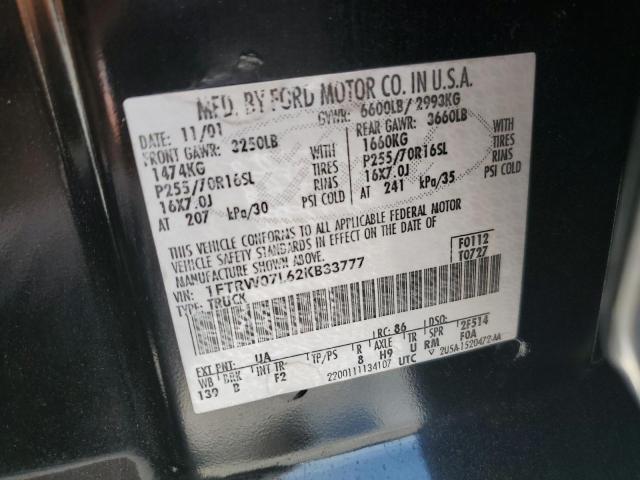 MFD. BY FORD MOTOR CO. IN U.S.A.
DATE: 11/01 GVWR: 6600LB/ 2993KG
FRONT GAWR: 3250LB REAR GAWR: 3660LB
1474KG WITH 1660KG WITH
P255/70R16SL TIRES P255/70R16SL TIRES
16X7.0J RINS 16X7.0J RINS
AT 207 kPa/30 PSI COLD AT 241 kPa/35 PSI COLD
THIS VEHICLE CONFORMS TO ALL APPLICABLE FEDERAL MOTOR
VEHICLE SAFETY STANDARDS IN EFFECT ON THE DATE OF
MANUFACTURE SHOWN ABOVE.
VIN: 1FTRW07L62KB33777 F0112
TYPE: TRUCK T0727
EXT PNT: UA RC: 86 DSO:
WB BRK INT TR TP/PS R AXLE TR SPR 2F514
139 B F2 8 H9 U RM F0A
2200111134107 UTC V 2U5A-1520472-AA